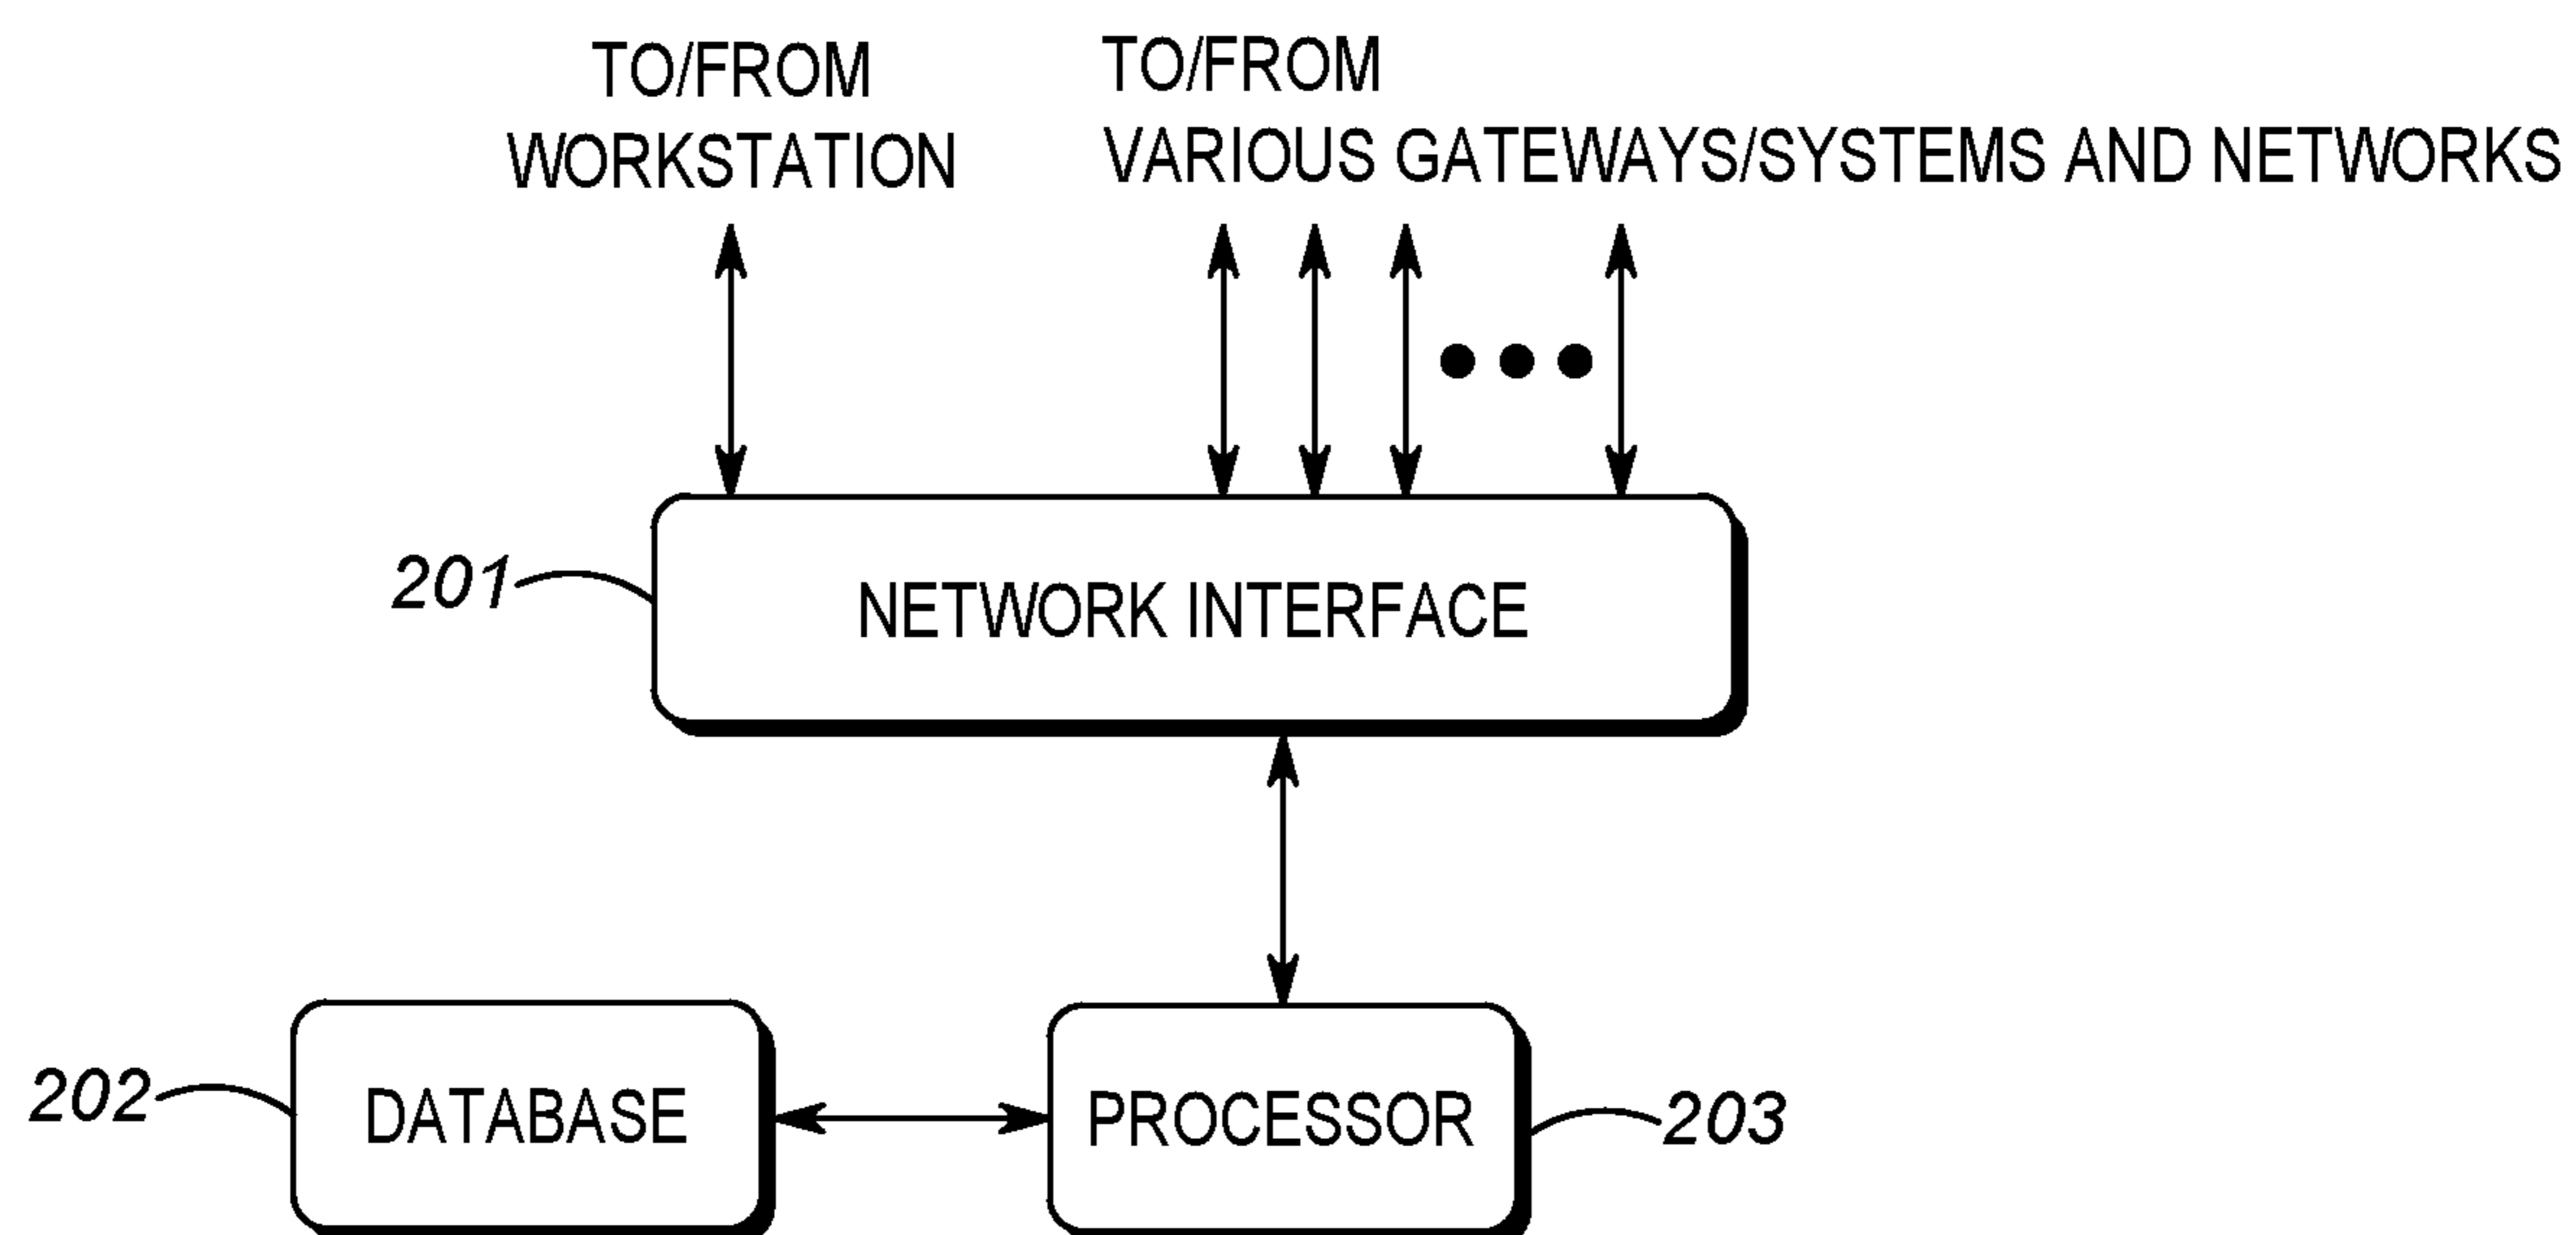 TO/FROM
WORKSTATION
TO/FROM
VARIOUS GATEWAYS/SYSTEMS AND NETWORKS
201
NETWORK INTERFACE
202
DATABASE
PROCESSOR
203